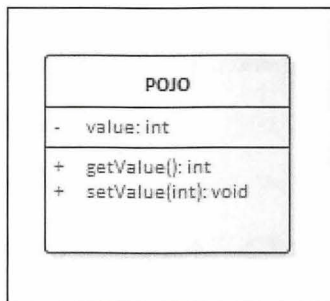 POJO
- value: int
+ getValue(): int
+ setValue(int): void